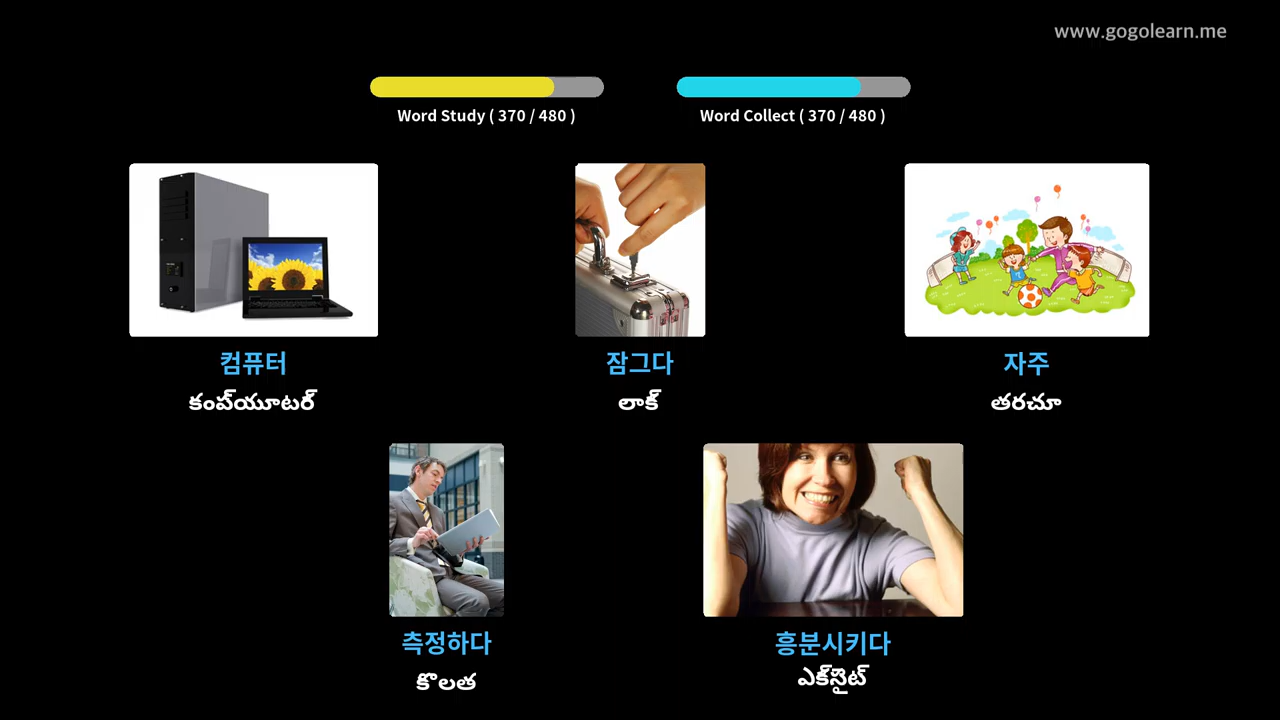 www.gogolearn.me
Word Study ( 370 / 480 )
Word Collect ( 370 / 480 )
컴퓨터
కంప్‌యూటర్
잠그다
లాక్
자주
తరచూ
측정하다
కొలత
흥분시키다
ఎక్‌సైట్